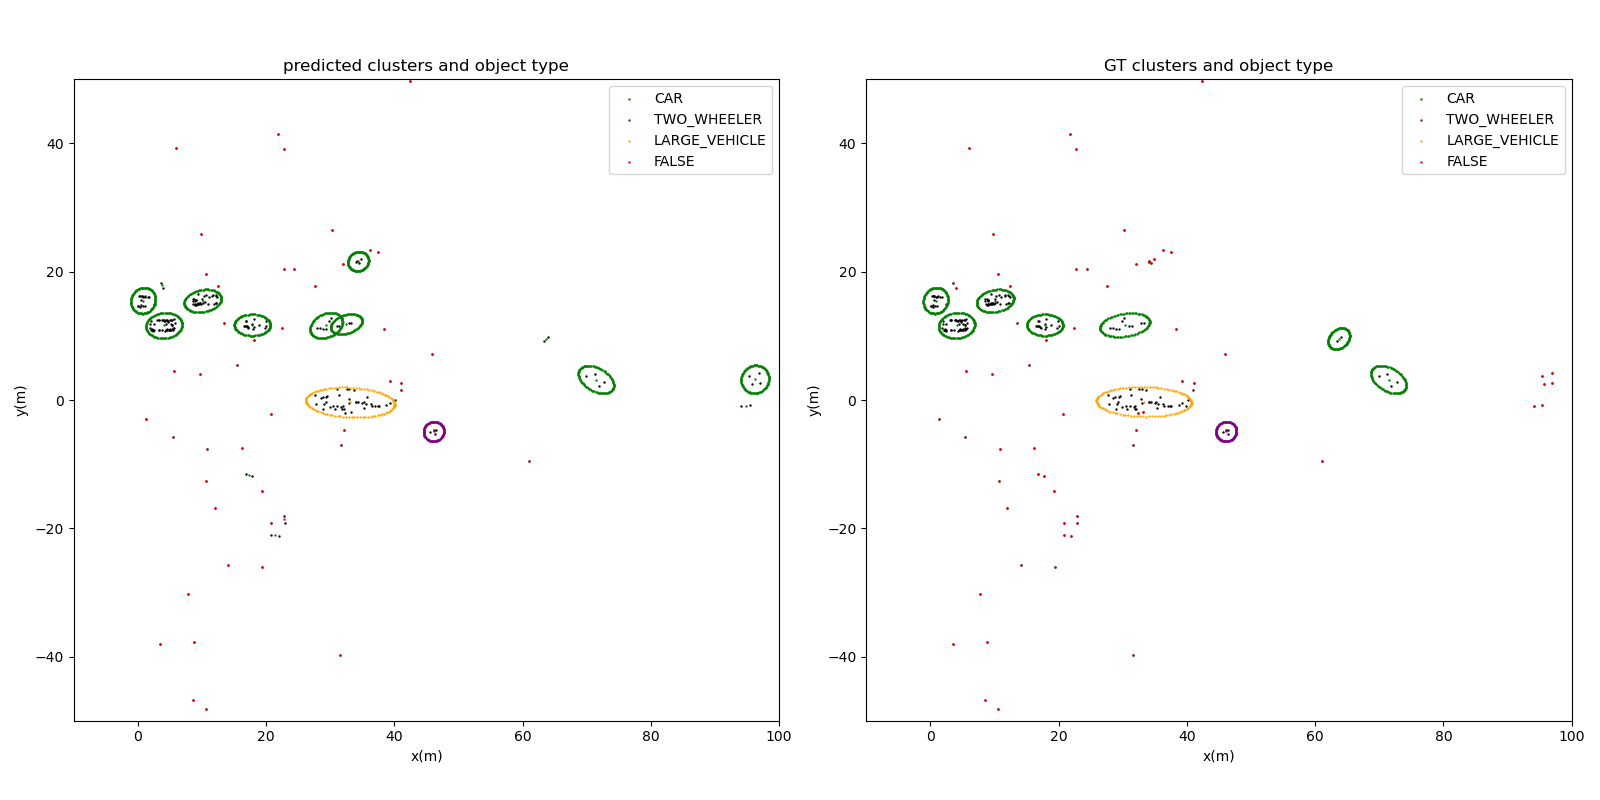 predicted clusters and object type
CAR
TWO_WHEELER
LARGE_VEHICLE
FALSE
40
20
0
−20
−40
y(m)
0
20
40
60
80
100
x(m)
GT clusters and object type
CAR
TWO_WHEELER
LARGE_VEHICLE
FALSE
40
20
0
−20
−40
y(m)
0
20
40
60
80
100
x(m)